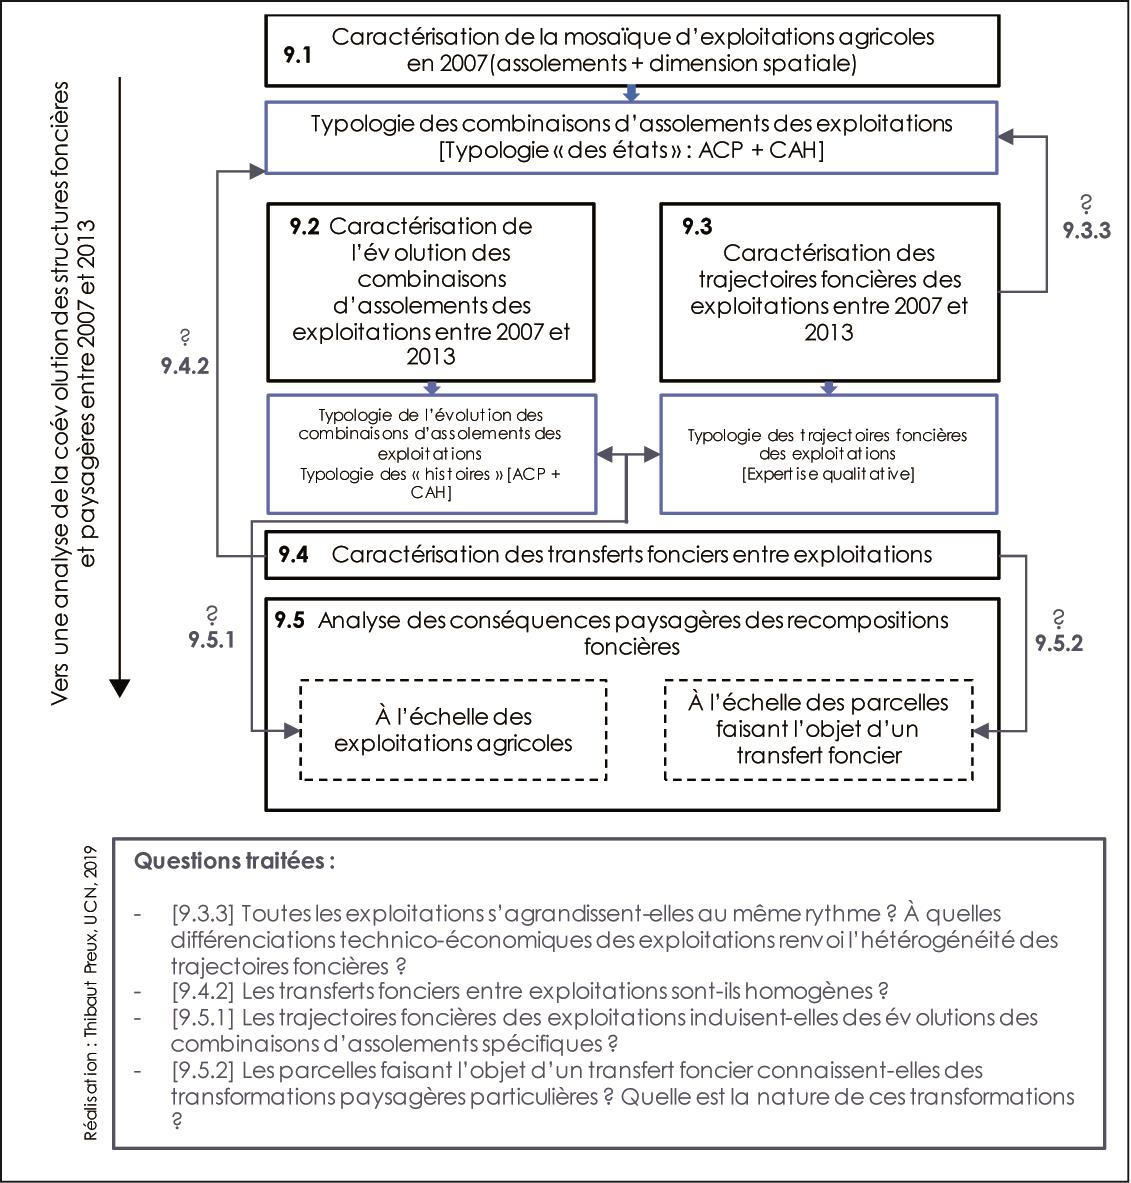 9.1 Caractérisation de la mosaïque d'exploitations agricoles
en 2007(assolements + dimension spatiale)
Typologie des combinaisons d'assolements des exploitations
[Typologie « des états » : ACP + CAH]
9.2 Caractérisation de
l'évolution des
combinaisons
d'assolements des
exploitations entre 2007 et
2013
9.3
Caractérisation des
trajectoires foncières des
exploitations entre 2007 et
2013
?
9.3.3
?
9.4.2
Typologie de l'évolution des
combinaisons d'assolements des
exploitations
Typologie des « histoires » [ACP +
CAH]
Typologie des trajectoires foncières
des exploitations
[Expertise qualitative]
9.4 Caractérisation des transferts fonciers entre exploitations
?
9.5.1
?
9.5.2
9.5 Analyse des conséquences paysagères des recompositions
foncières
À l'échelle des
exploitations agricoles
À l'échelle des parcelles
faisant l'objet d'un
transfert foncier
Vers une analyse de la coévolution des structures foncières
et paysagères entre 2007 et 2013
Questions traitées :
- [9.3.3] Toutes les exploitations s'agrandissent-elles au même rythme ? À quelles
différenciations technico-économiques des exploitations renvoi l'hétérogénéité des
trajectoires foncières ?
- [9.4.2] Les transferts fonciers entre exploitations sont-ils homogènes ?
- [9.5.1] Les trajectoires foncières des exploitations induisent-elles des évolutions des
combinaisons d'assolements spécifiques ?
- [9.5.2] Les parcelles faisant l'objet d'un transfert foncier connaissent-elles des
transformations paysagères particulières ? Quelle est la nature de ces transformations
?
Réalisation : Thibaut Preux, UCN, 2019